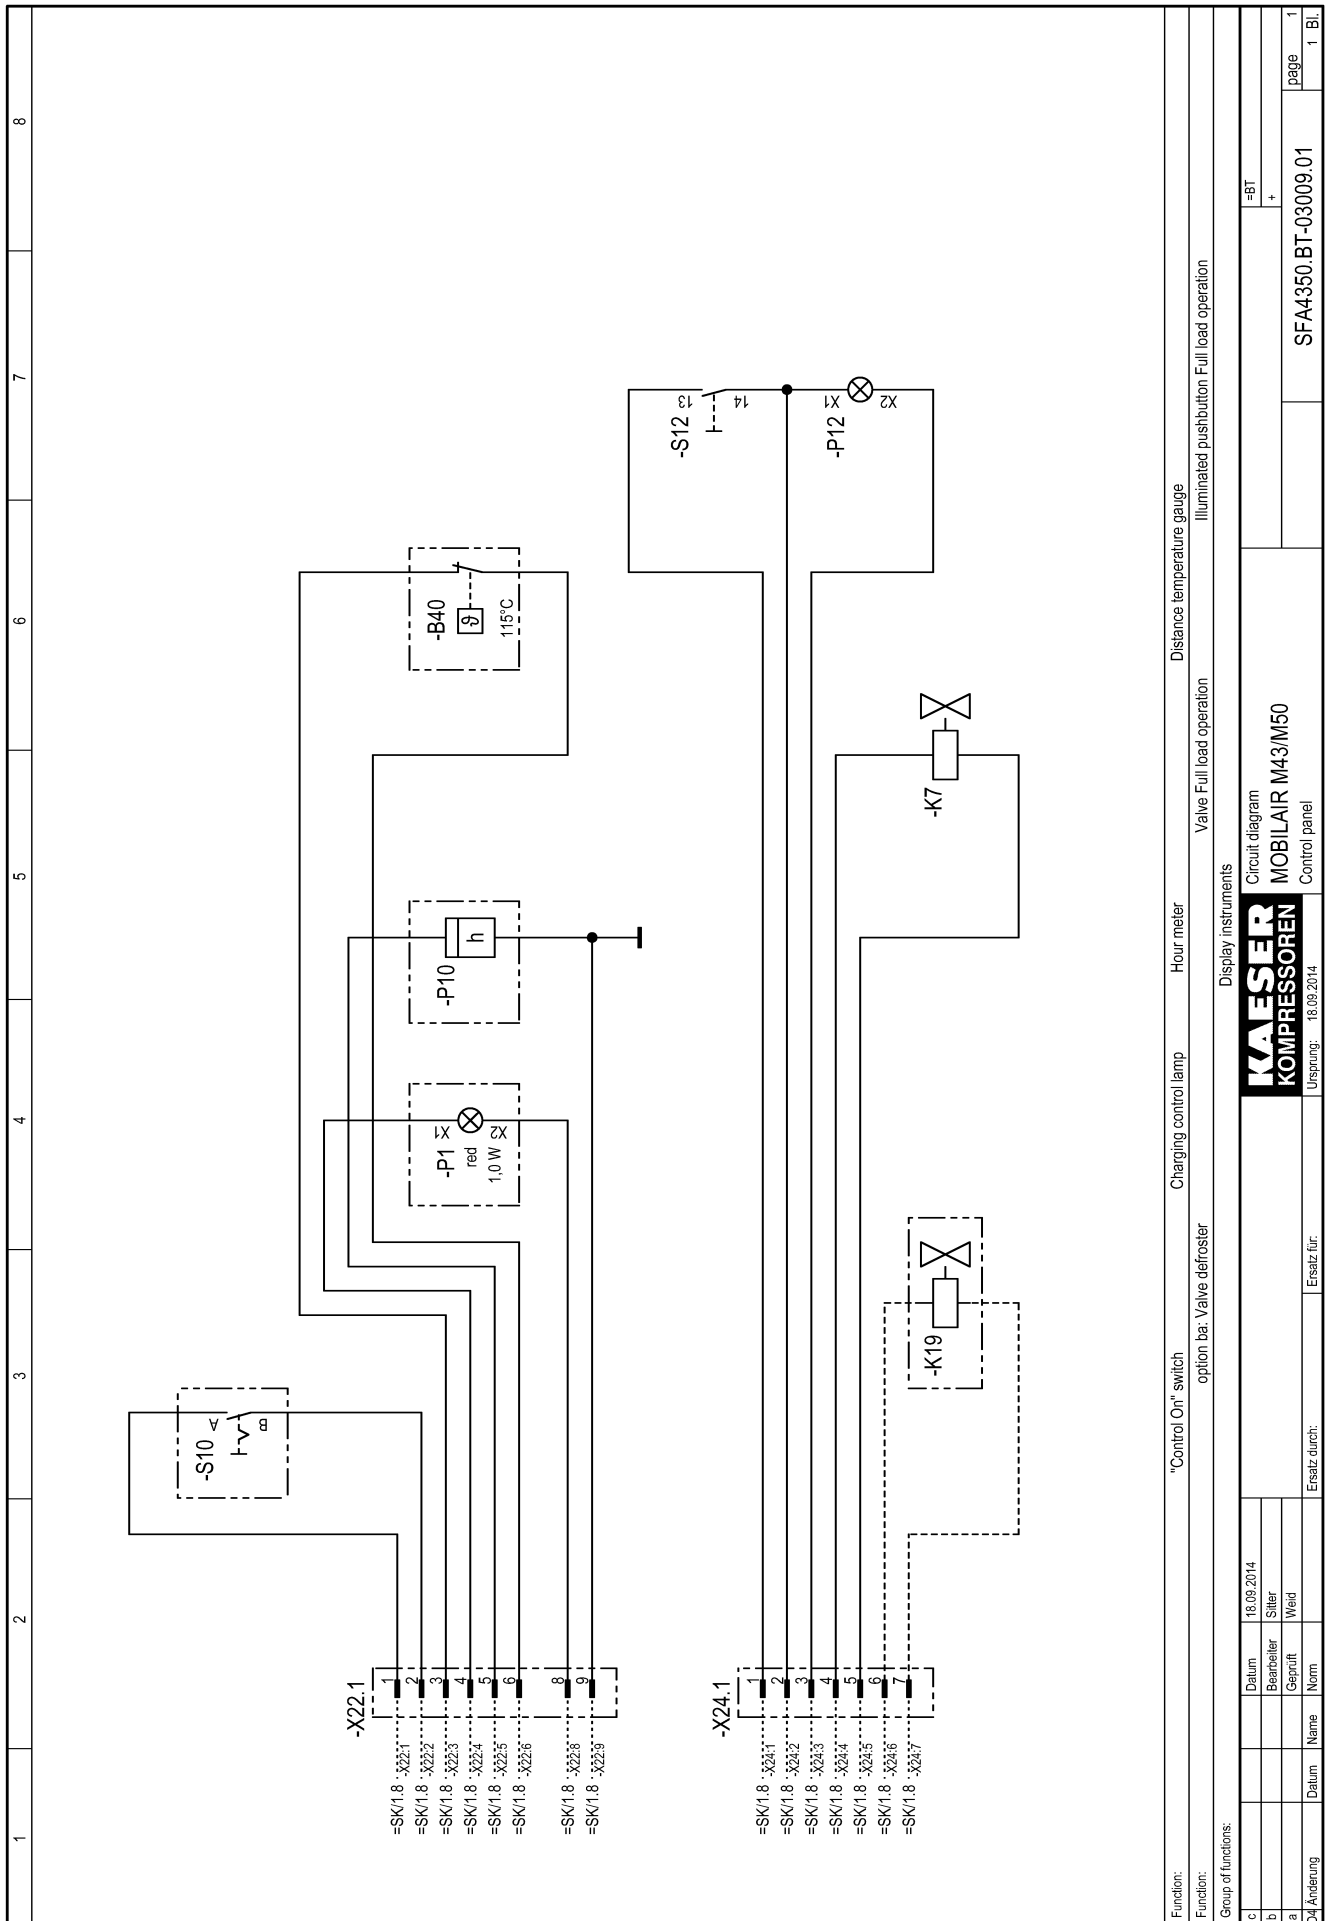 1 2 3 4 5 6 7 8
-S10
A
B
-X22.1
=SK/1.8 -X22:1 1
=SK/1.8 -X22:2 2
=SK/1.8 -X22:3 3
=SK/1.8 -X22:4 4
=SK/1.8 -X22:5 5
=SK/1.8 -X22:6 6
=SK/1.8 -X22:8 8
=SK/1.8 -X22:9 9
-P1
red
1,0 W
X1
X2
-P10
h
-B40
ϑ
115°C
-X24.1
=SK/1.8 -X24:1 1
=SK/1.8 -X24:2 2
=SK/1.8 -X24:3 3
=SK/1.8 -X24:4 4
=SK/1.8 -X24:5 5
=SK/1.8 -X24:6 6
=SK/1.8 -X24:7 7
-K19
-K7
-S12
13
14
-P12
X1
X2
Function: "Control On" switch Charging control lamp Hour meter Distance temperature gauge
Function: option ba: Valve defroster Valve Full load operation Illuminated pushbutton Full load operation
Group of functions: Display instruments
c Datum 18.09.2014
b Bearbeiter Sitter
a Geprüft Weid
Änderung Datum Name Norm
Ersatz durch: Ersatz für: Ursprung: 18.09.2014
KAESER
KOMPRESSOREN
Circuit diagram
MOBILAIR M43/M50
Control panel
=BT
+
SFA4350.BT-03009.01
page 1
1 Bl.